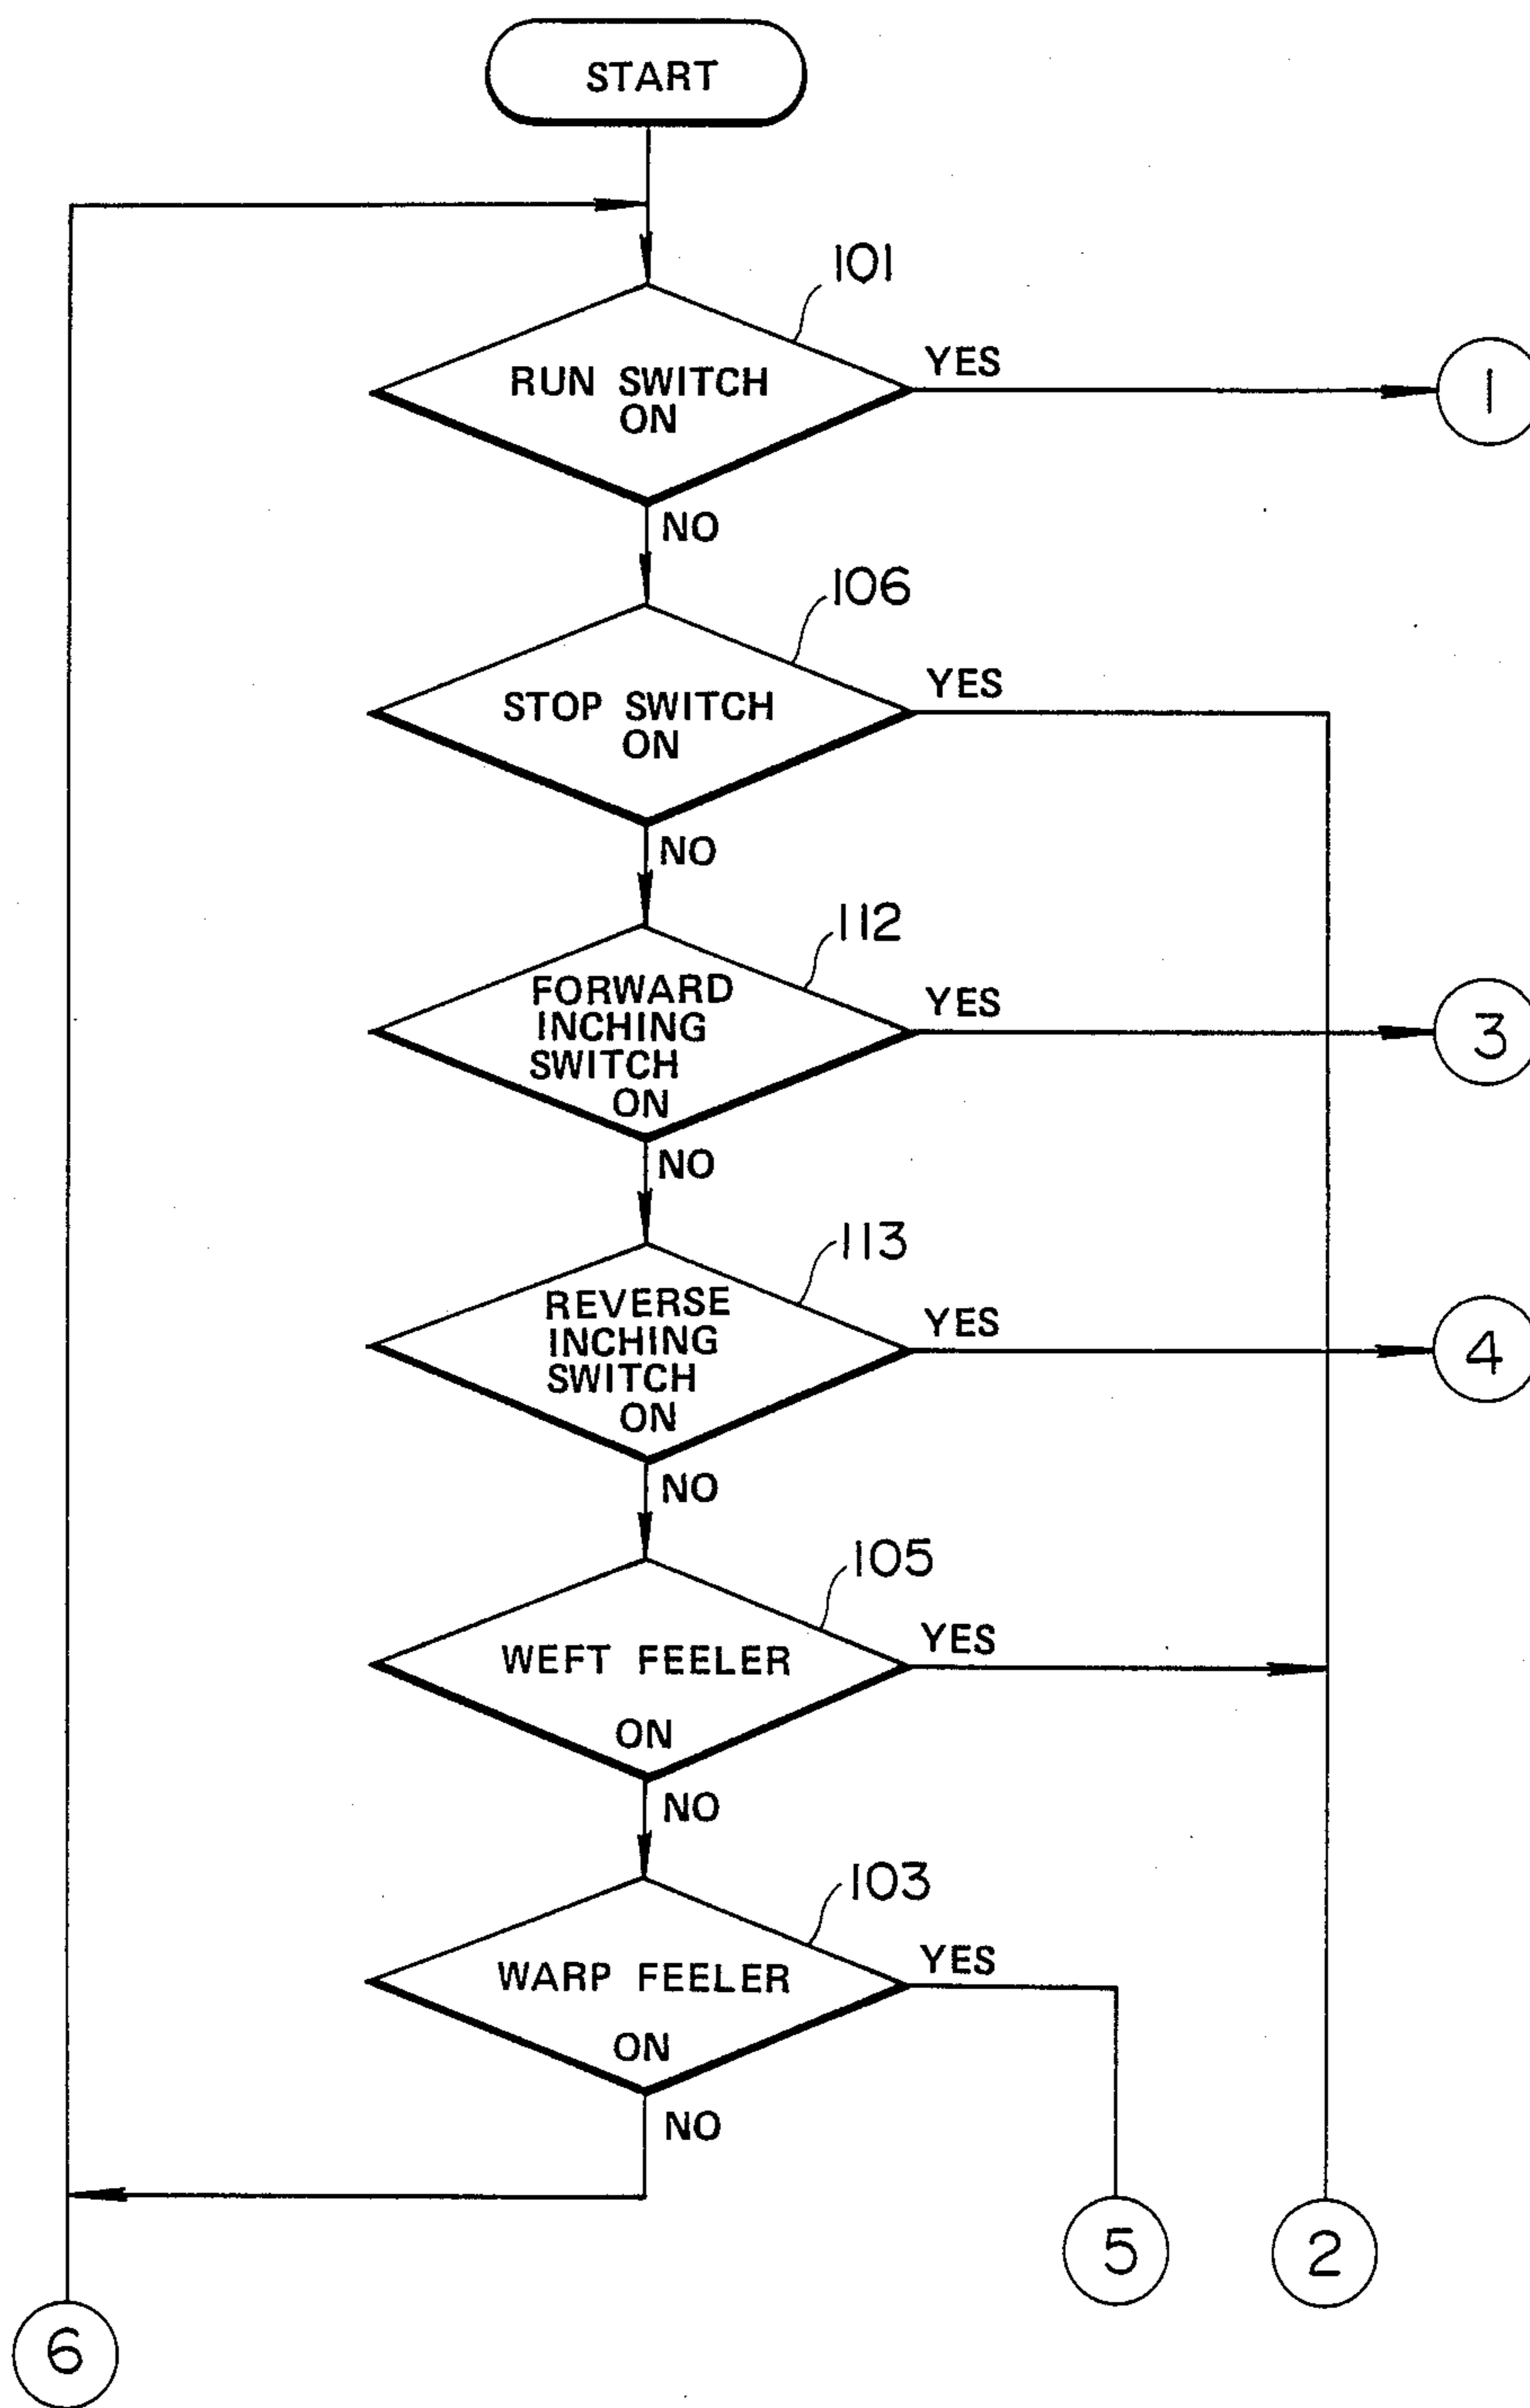 START
101
RUN SWITCH
ON
YES
1
NO
106
STOP SWITCH
ON
YES
NO
112
FORWARD
INCHING
SWITCH
ON
YES
3
NO
113
REVERSE
INCHING
SWITCH
ON
YES
4
NO
105
WEFT FEELER
ON
YES
NO
103
WARP FEELER
ON
YES
NO
5
2
6